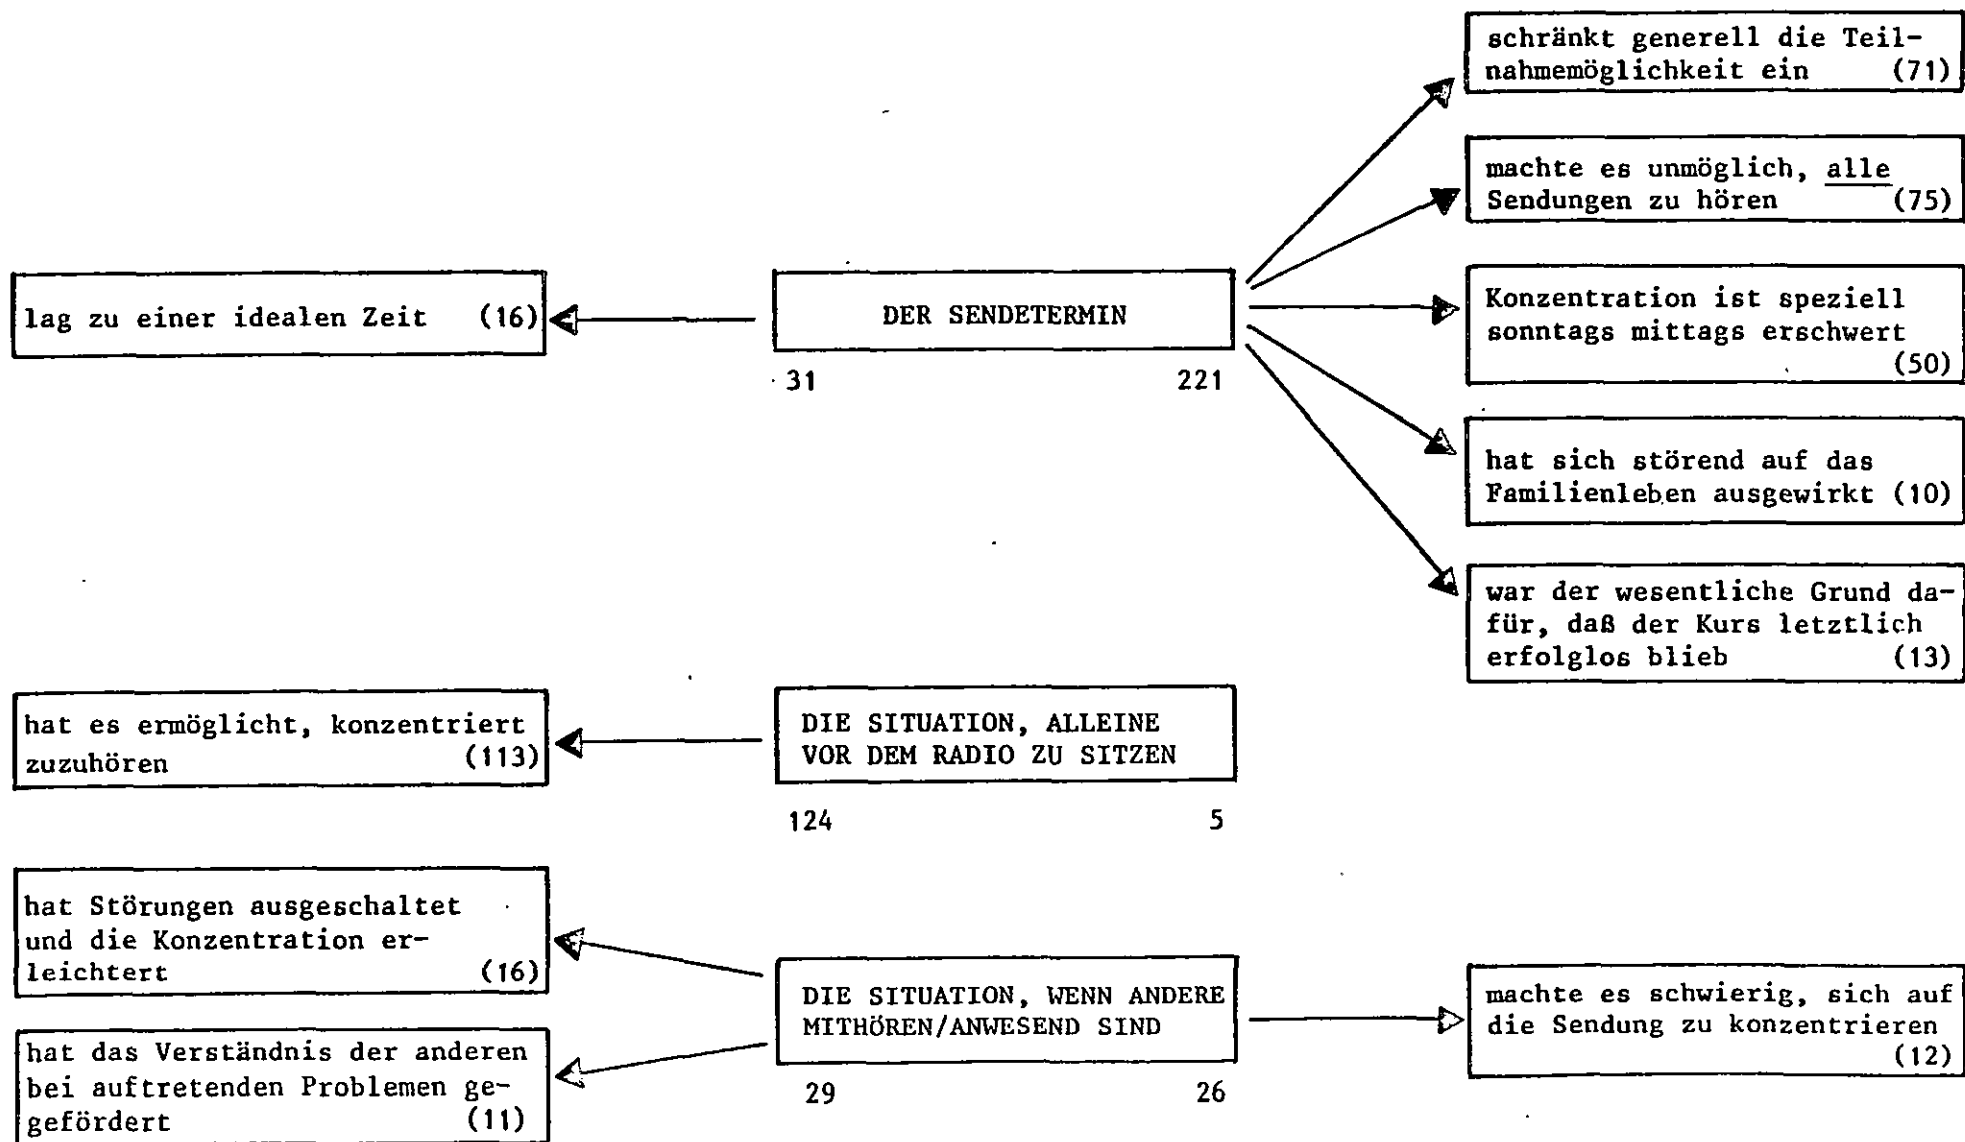 schränkt generell die Teil-
nahmemöglichkeit ein (71)
machte es unmöglich, alle
Sendungen zu hören (75)
lag zu einer idealen Zeit (16)
DER SENDETERMIN
31 221
Konzentration ist speziell
sonntags mittags erschwert
(50)
hat sich störend auf das
Familienleben ausgewirkt (10)
war der wesentliche Grund da-
für, daß der Kurs letztlich
erfolglos blieb (13)
hat es ermöglicht, konzentriert
zuzuhören (113)
DIE SITUATION, ALLEINE
VOR DEM RADIO ZU SITZEN
124 5
hat Störungen ausgeschaltet
und die Konzentration er-
leichtert (16)
hat das Verständnis der anderen
bei auftretenden Problemen ge-
gefördert (11)
DIE SITUATION, WENN ANDERE
MITHÖREN/ANWESEND SIND
29 26
machte es schwierig, sich auf
die Sendung zu konzentrieren
(12)